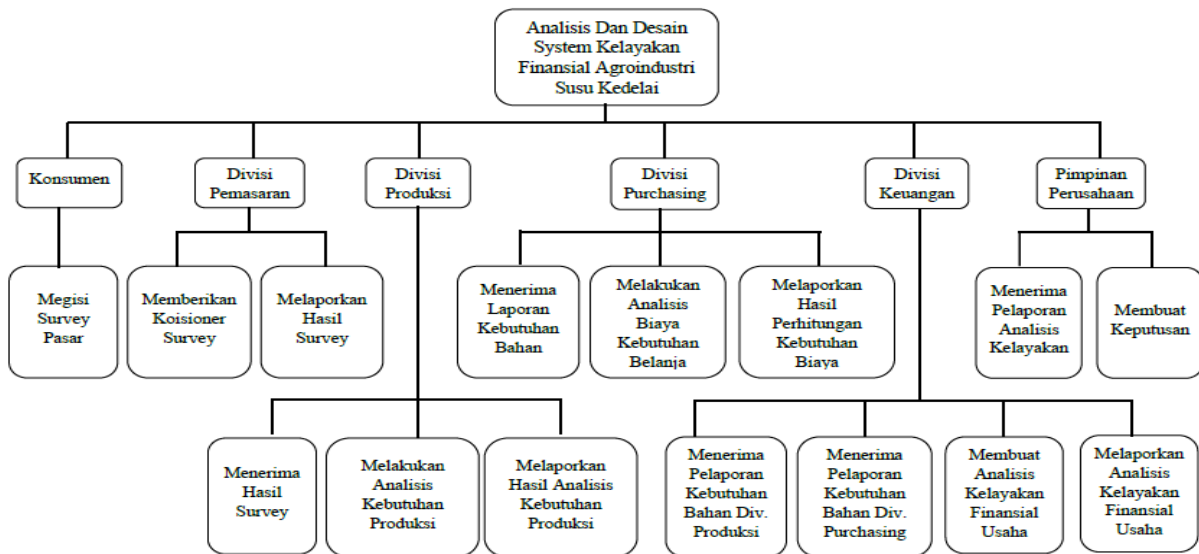 Analisis Dan Desain
System Kelayakan
Finansial Agroindustri
Susu Kedelai
Konsumen
Divisi
Pemasaran
Divisi
Produksi
Divisi
Purchasing
Divisi
Keuangan
Pimpinan
Perusahaan
Megisi
Survey
Pasar
Memberikan
Koisioner
Survey
Melaporkan
Hasil
Survey
Menerima
Laporan
Kebutuhan
Bahan
Melakukan
Analisis
Biaya
Kebutuhan
Belanja
Melaporkan
Hasil
Perhitungan
Kebutuhan
Biaya
Menerima
Pelaporan
Analisis
Kelayakan
Membuat
Keputusan
Menerima
Hasil
Survey
Melakukan
Analisis
Kebutuhan
Produksi
Melaporkan
Hasil Analisis
Kebutuhan
Produksi
Menerima
Pelaporan
Kebutuhan
Bahan Div.
Produksi
Menerima
Pelaporan
Kebutuhan
Bahan Div.
Purchasing
Membuat
Analisis
Kelayakan
Finansial
Usaha
Melaporkan
Analisis
Kelayakan
Finansial
Usaha